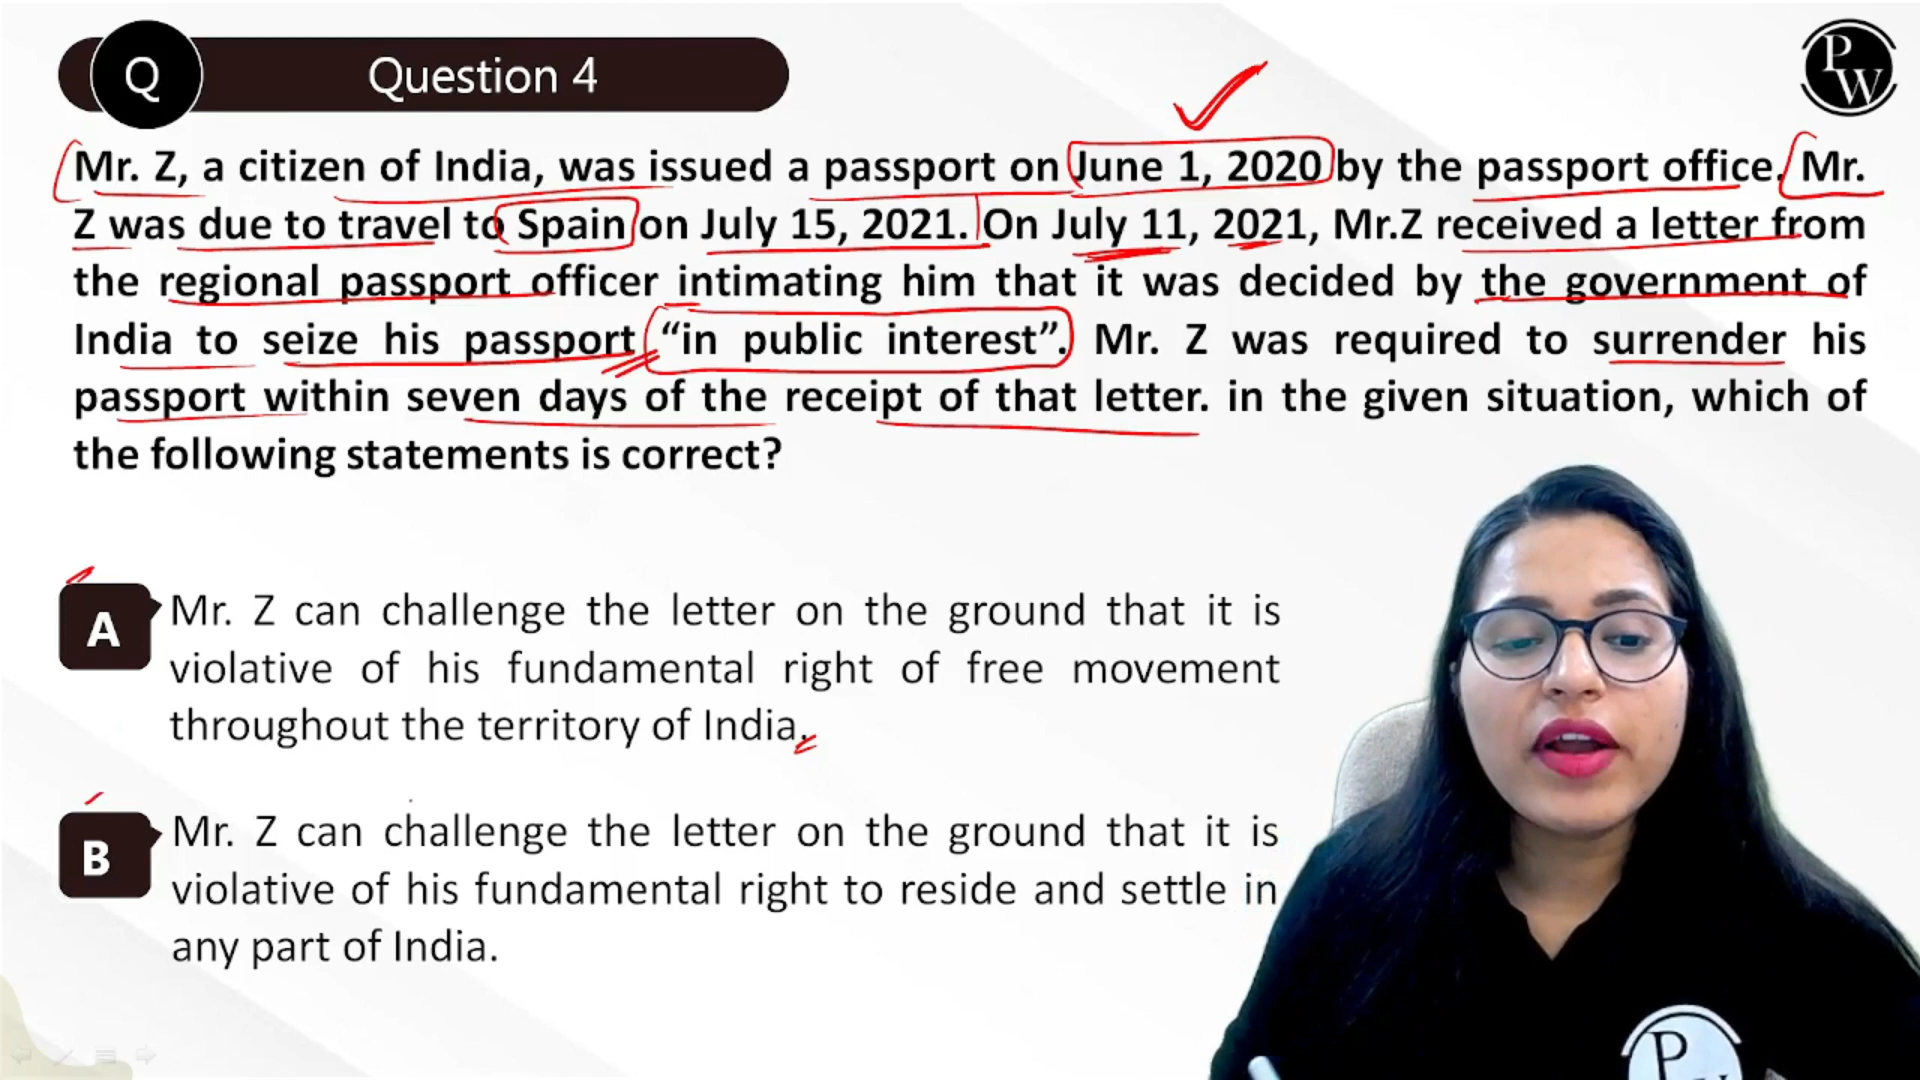 Q
Question 4
PW
Mr. Z, a citizen of India, was issued a passport on June 1, 2020 by the passport office. Mr.
Z was due to travel to Spain on July 15, 2021. On July 11, 2021, Mr.Z received a letter from
the regional passport officer intimating him that it was decided by the government of
India to seize his passport “in public interest”. Mr. Z was required to surrender his
passport within seven days of the receipt of that letter. in the given situation, which of
the following statements is correct?
A
Mr. Z can challenge the letter on the ground that it is
violative of his fundamental right of free movement
throughout the territory of India.
B
Mr. Z can challenge the letter on the ground that it is
violative of his fundamental right to reside and settle in
any part of India.
PW